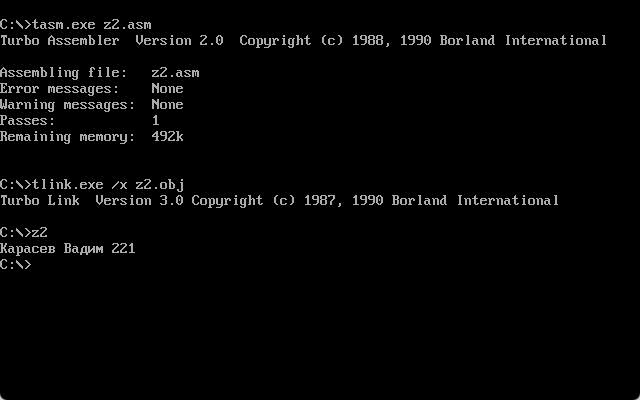 C:\>tasm.exe z2.asm
Turbo Assembler  Version 2.0  Copyright (c) 1988, 1990 Borland International
Assembling file:   z2.asm
Error messages:    None
Warning messages:  None
Passes:            1
Remaining memory:  492k
C:\>tlink.exe /x z2.obj
Turbo Link  Version 3.0 Copyright (c) 1987, 1990 Borland International
C:\>z2
Карасев Вадим 221
C:\>